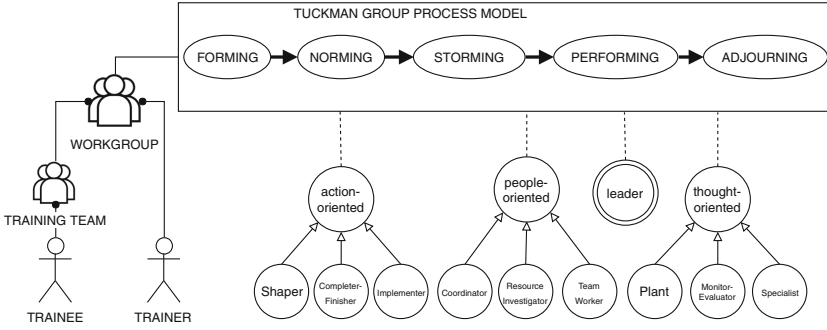 TUCKMAN GROUP PROCESS MODEL
FORMING
NORMING
STORMING
PERFORMING
ADJOURNING
WORKGROUP
TRAINING TEAM
TRAINEE
TRAINER
action-
oriented
people-
oriented
leader
thought-
oriented
Shaper
Completer-
Finisher
Implementer
Coordinator
Resource
Investigator
Team
Worker
Plant
Monitor-
Evaluator
Specialist